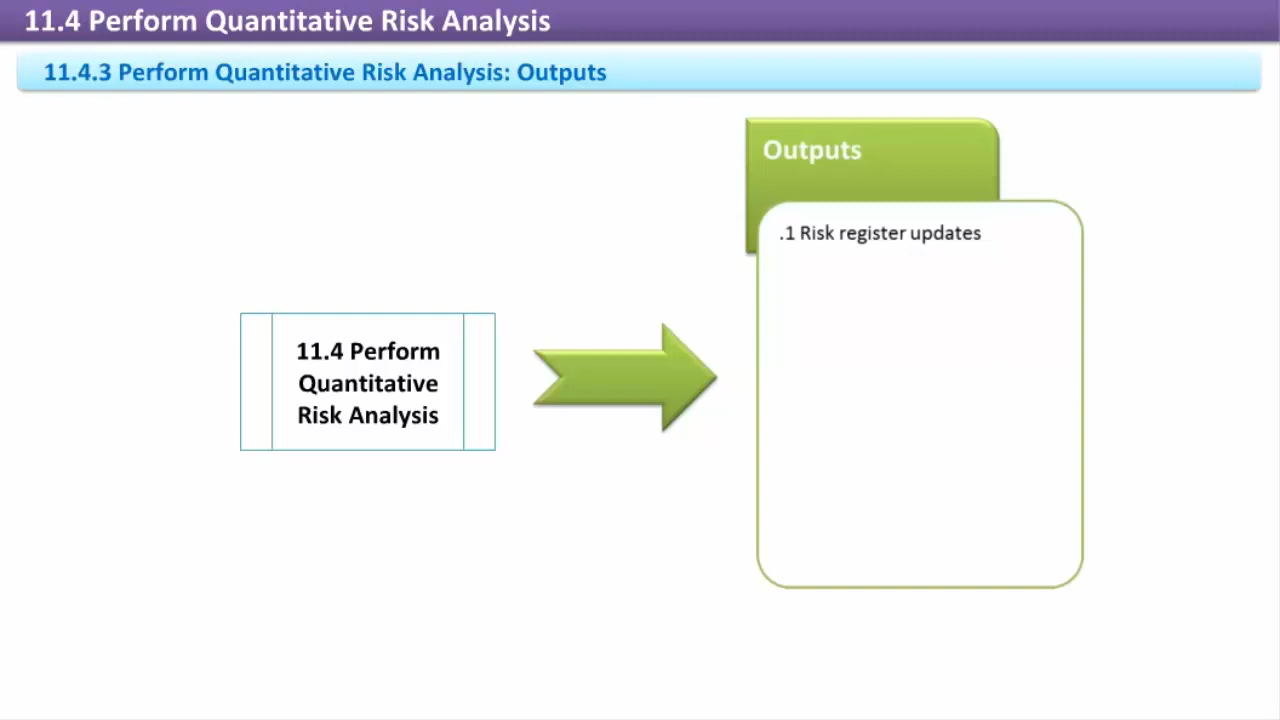 11.4 Perform Quantitative Risk Analysis
11.4.3 Perform Quantitative Risk Analysis: Outputs
Outputs
.1 Risk register updates
11.4 Perform
Quantitative
Risk Analysis